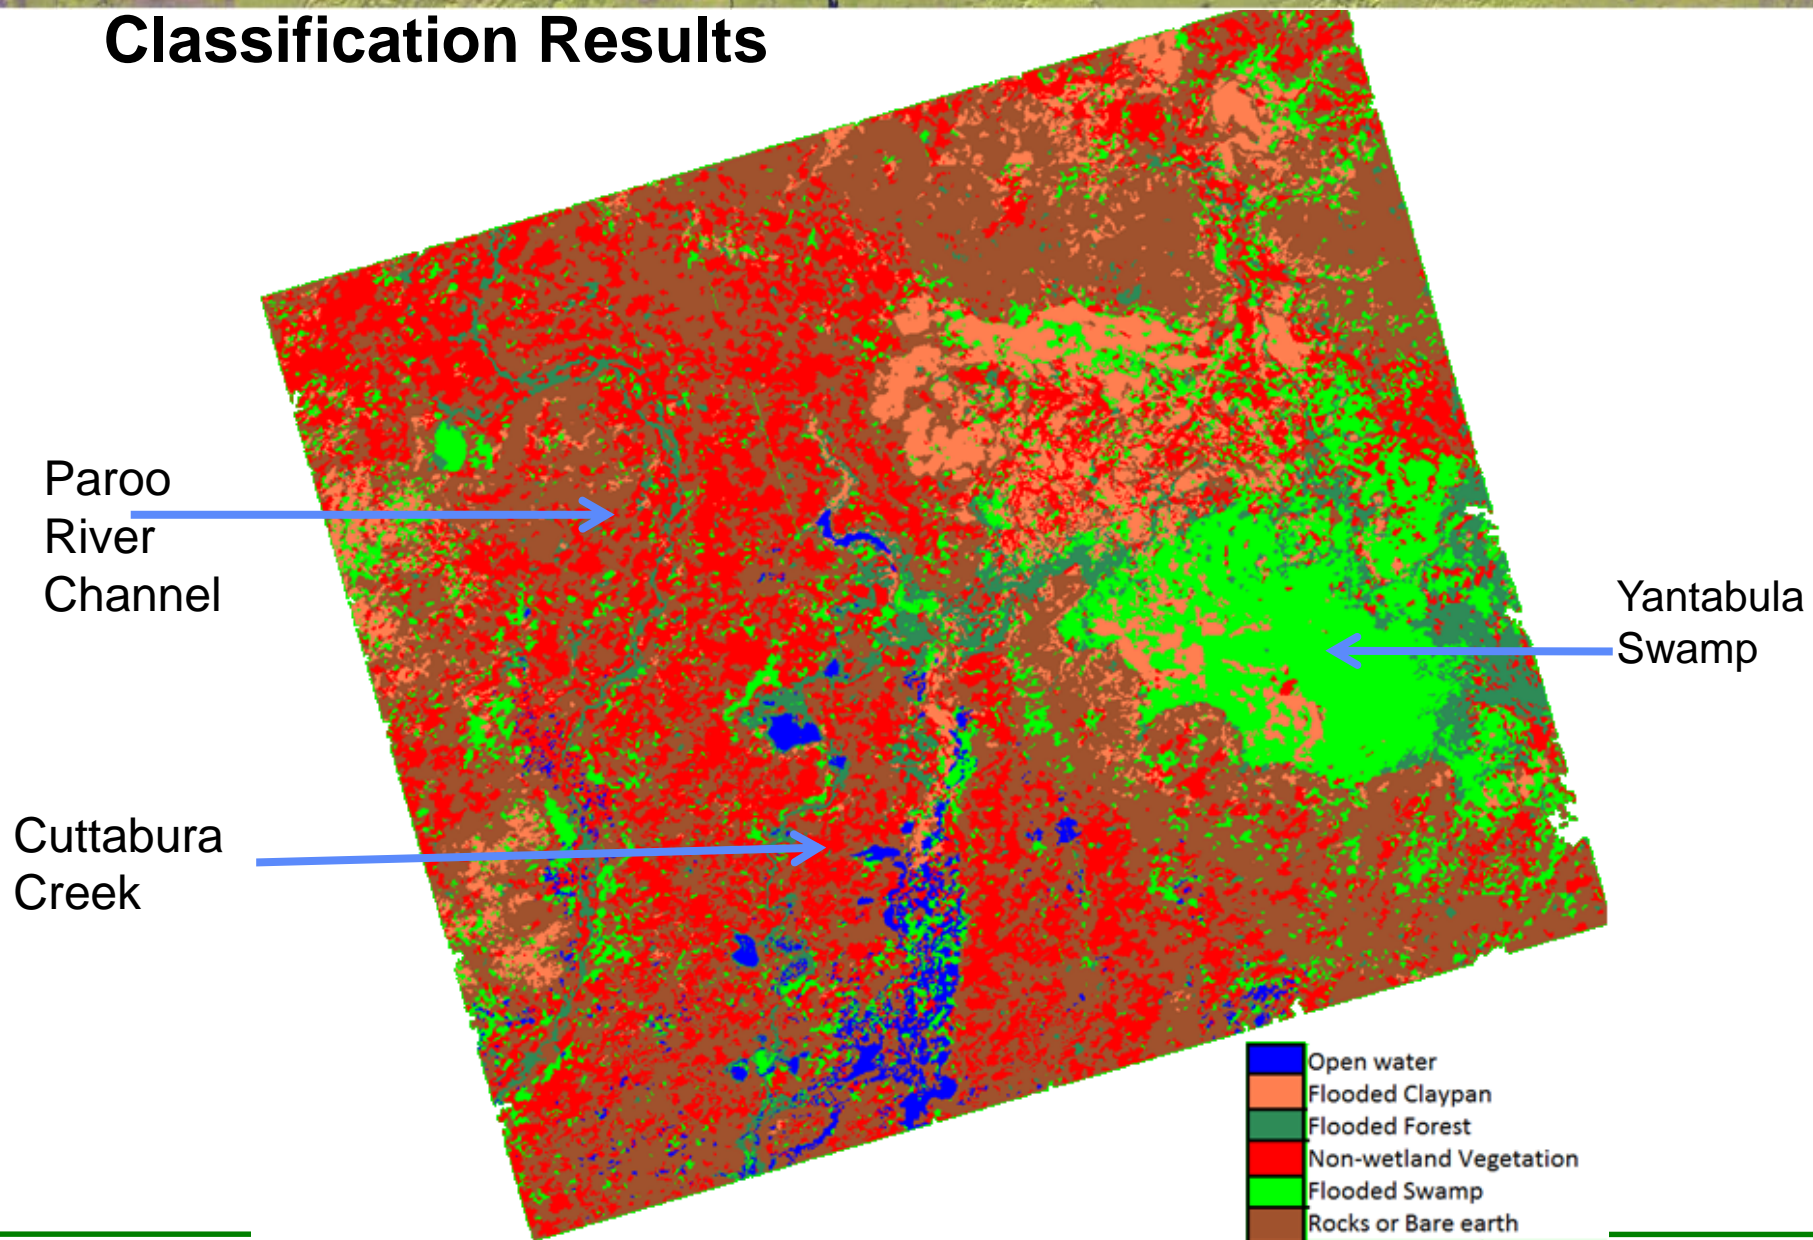 Classification Results
Paroo
River
Channel
Yantabula
Swamp
Cuttabura
Creek
Open water
Flooded Claypan
Flooded Forest
Non-wetland Vegetation
Flooded Swamp
Rocks or Bare earth